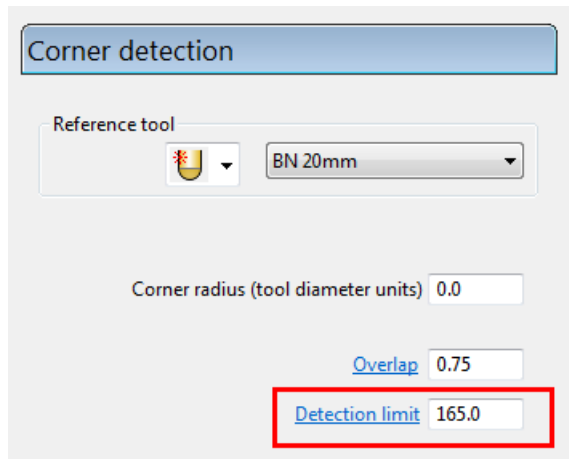 Corner detection
Reference tool
BN 20mm
Corner radius (tool diameter units) 0.0
Overlap 0.75
Detection limit 165.0